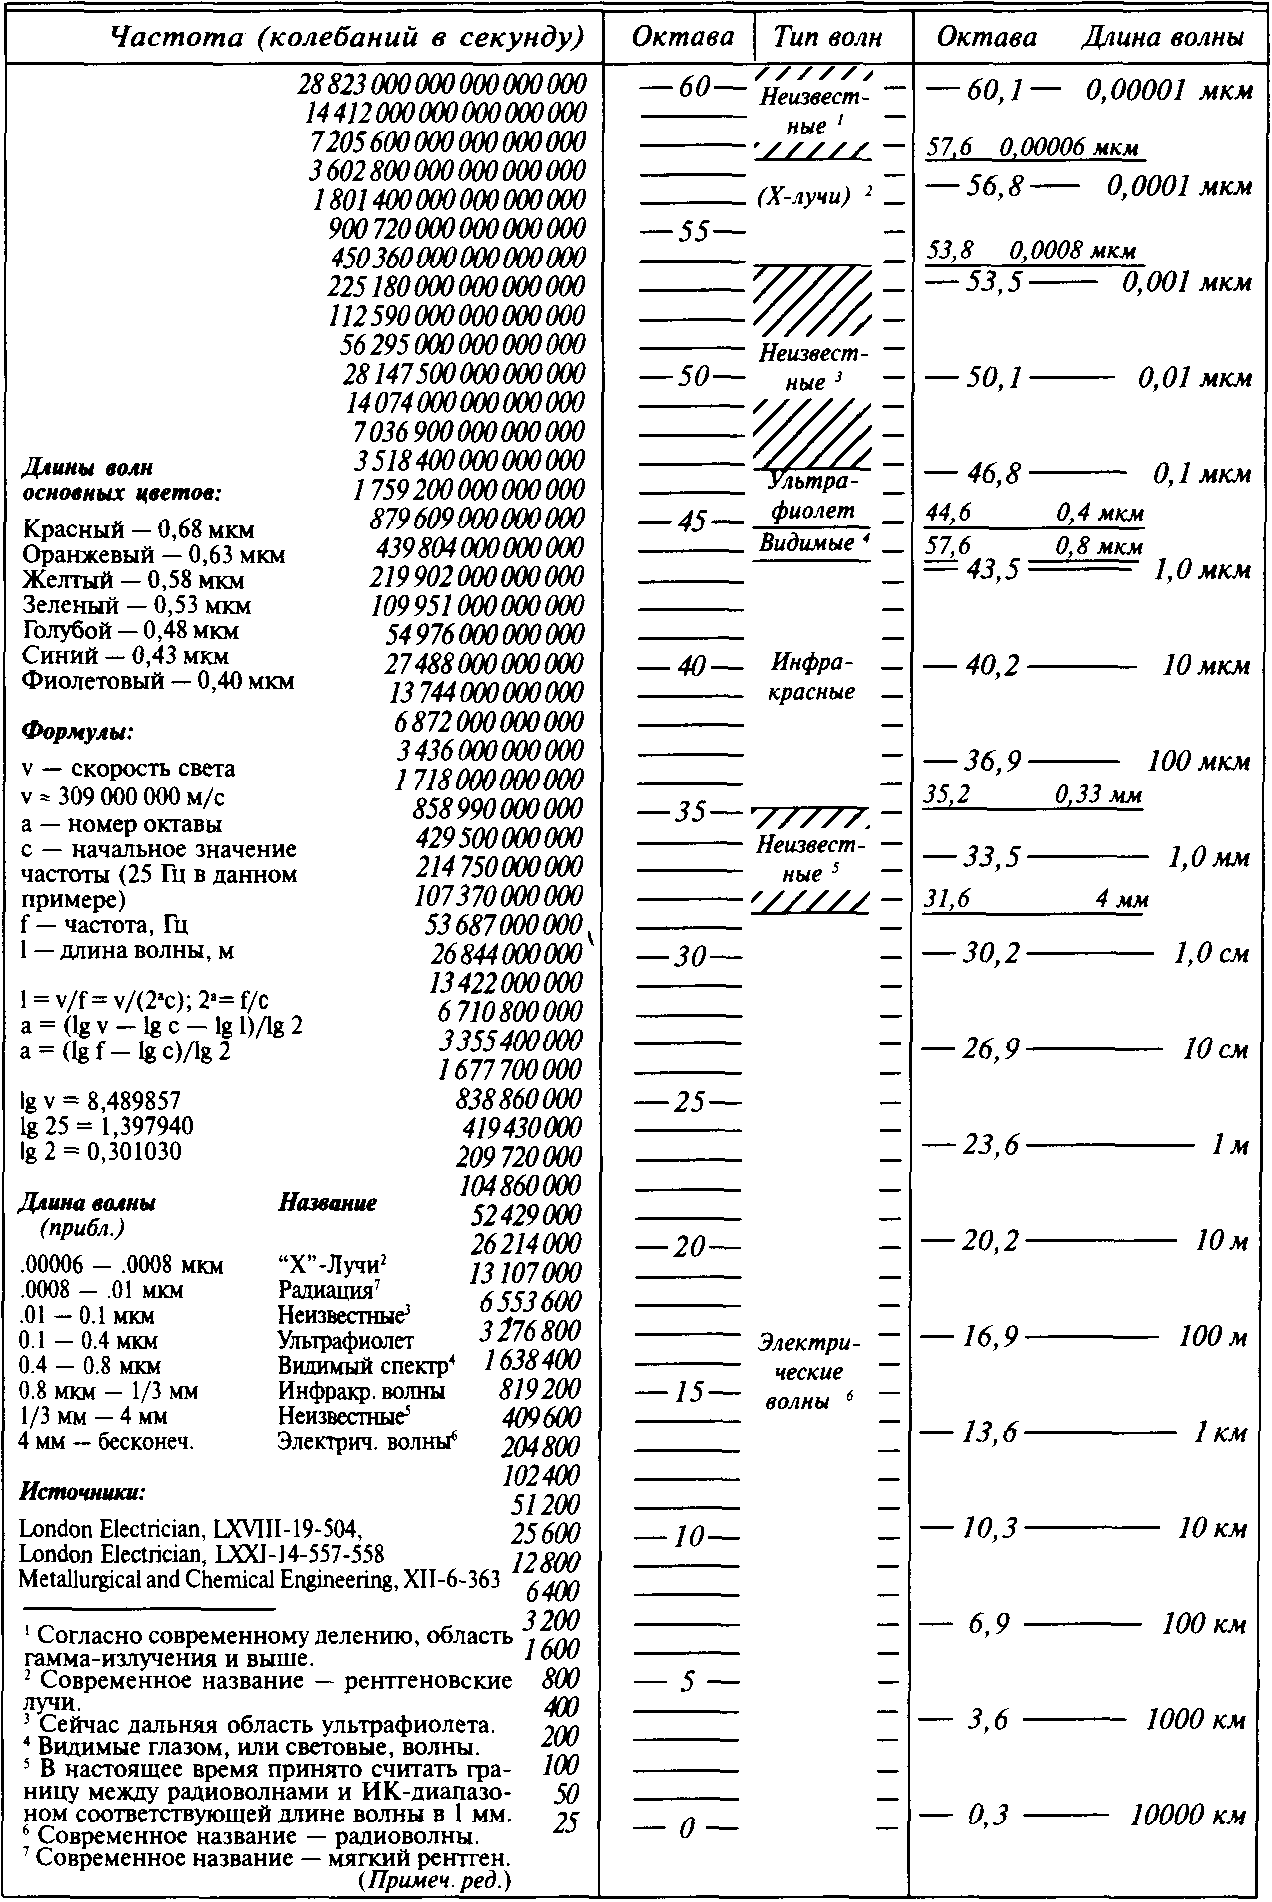 Частота (колебаний в секунду)
Октава
Тип волн
Октава Длина волны
28 823 000 000 000 000 000
14 412 000 000 000 000 000
7 205 600 000 000 000 000
3 602 800 000 000 000 000
1 801 400 000 000 000 000
900 720 000 000 000 000
450 360 000 000 000 000
225 180 000 000 000 000
112 590 000 000 000 000
56 295 000 000 000 000
28 147 500 000 000 000
14 074 000 000 000 000
7 036 900 000 000 000
3 518 400 000 000 000
1 759 200 000 000 000
879 609 000 000 000
439 804 000 000 000
219 902 000 000 000
109 951 000 000 000
54 976 000 000 000
27 488 000 000 000
13 744 000 000 000
6 872 000 000 000
3 436 000 000 000
1 718 000 000 000
858 990 000 000
429 500 000 000
214 750 000 000
107 370 000 000
53 687 000 000
26 844 000 000
13 422 000 000
6 710 800 000
3 355 400 000
1 677 700 000
838 860 000
419 430 000
209 720 000
104 860 000
52 429 000
26 214 000
13 107 000
6 553 600
3 276 800
1 638 400
819 200
409 600
204 800
102 400
51 200
25 600
12 800
6 400
3 200
1 600
800
400
200
100
50
25
Длины волн
основных цветов:
Красный — 0,68 мкм
Оранжевый — 0,63 мкм
Желтый — 0,58 мкм
Зеленый — 0,53 мкм
Голубой — 0,48 мкм
Синий — 0,43 мкм
Фиолетовый — 0,40 мкм
Формулы:
v — скорость света
v ≈ 309 000 000 м/с
a — номер октавы
c — начальное значение
частоты (25 Гц в данном
примере)
f — частота, Гц
l — длина волны, м
l = v/f = v/(2ᵃc); 2ᵃ= f/c
a = (lg v — lg c — lg l)/lg 2
a = (lg f — lg c)/lg 2
lg v = 8,489857
lg 25 = 1,397940
lg 2 = 0,301030
Длина волны Название
(прибл.)
.00006 — .0008 мкм “X”-Лучи²
.0008 — .01 мкм Радиация⁷
.01 — 0.1 мкм Неизвестные³
0.1 — 0.4 мкм Ультрафиолет
0.4 — 0.8 мкм Видимый спектр⁴
0.8 мкм — 1/3 мм Инфракр. волны
1/3 мм — 4 мм Неизвестные⁵
4 мм — бесконеч. Электрич. волны⁶
Источники:
London Electrician, LXVIII-19-504,
London Electrician, LXXI-14-557-558
Metallurgical and Chemical Engineering, XII-6-363
¹ Согласно современному делению, область
гамма-излучения и выше.
² Современное название — рентгеновские
лучи.
³ Сейчас дальняя область ультрафиолета.
⁴ Видимые глазом, или световые, волны.
⁵ В настоящее время принято считать гра-
ницу между радиоволнами и ИК-диапазо-
ном соответствующей длине волны в 1 мм.
⁶ Современное название — радиоволны.
⁷ Современное название — мягкий рентген.
(Примеч. ред.)
60
55
50
45
40
35
30
25
20
15
10
5
0
Неизвест-
ные ¹
(X-лучи) ²
Неизвест-
ные ³
Ультра-
фиолет
Видимые ⁴
Инфра-
красные
Неизвест-
ные ⁵
Электри-
ческие
волны ⁶
60,1 — 0,00001 мкм
57,6 0,00006 мкм
56,8 — 0,0001 мкм
53,8 0,0008 мкм
53,5 — 0,001 мкм
50,1 — 0,01 мкм
46,8 — 0,1 мкм
44,6 0,4 мкм
57,6 0,8 мкм
43,5 — 1,0 мкм
40,2 — 10 мкм
36,9 — 100 мкм
35,2 0,33 мм
33,5 — 1,0 мм
31,6 4 мм
30,2 — 1,0 см
26,9 — 10 см
23,6 — 1 м
20,2 — 10 м
16,9 — 100 м
13,6 — 1 км
10,3 — 10 км
6,9 — 100 км
3,6 — 1000 км
0,3 — 10000 км